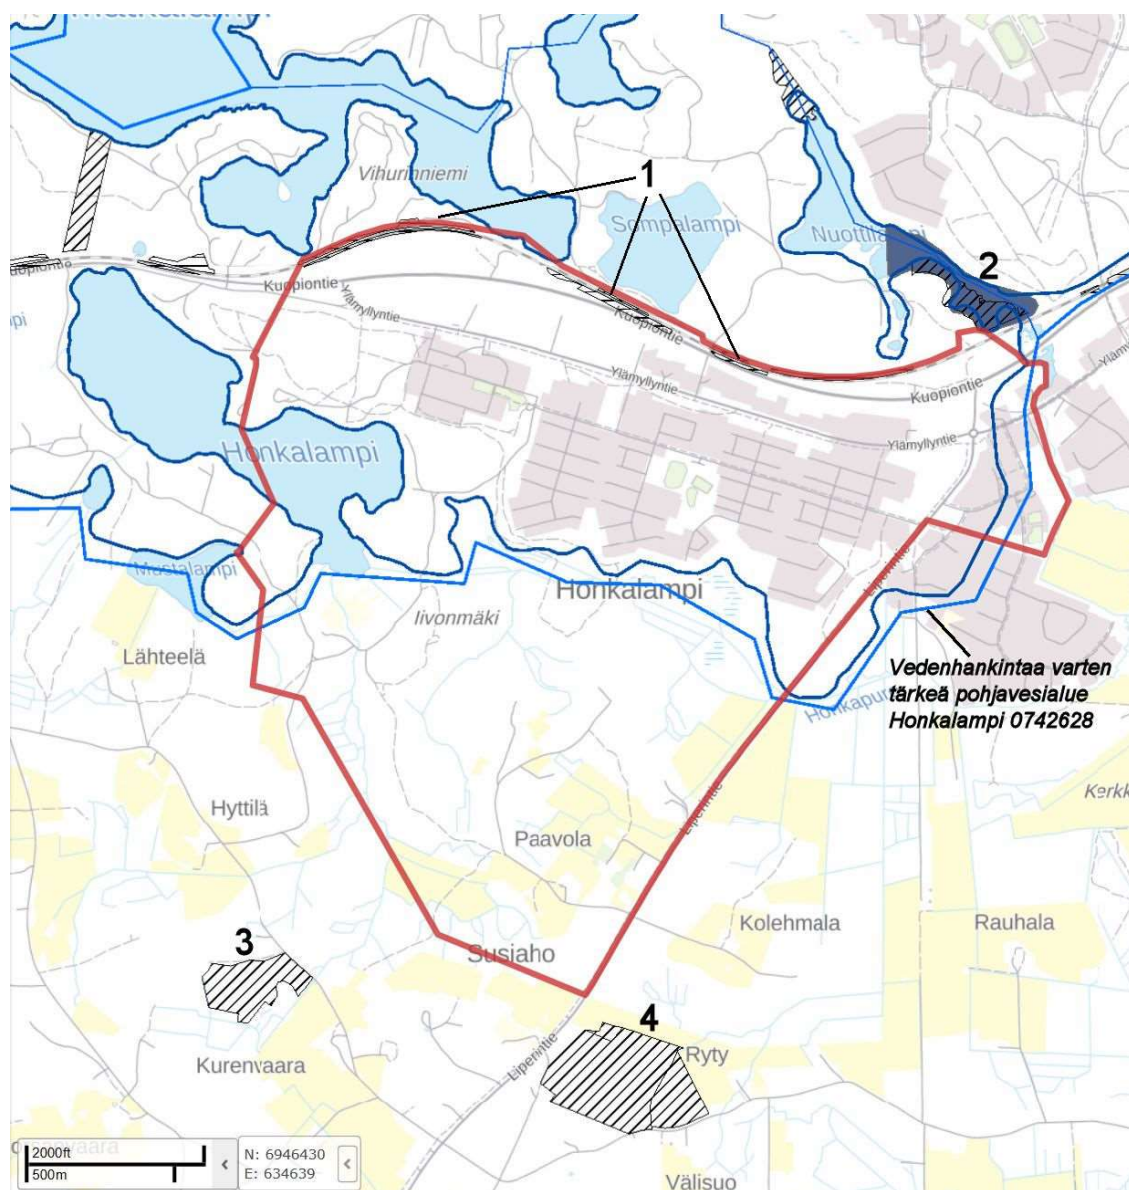 Vihurinniemi
1
Sompalampi
Nuottilampi
2
Kuopiontie
Kuopiontie
Ylämyllyntie
Kuopiontie
Ylämyllyntie
Kuopiontie
Ylämyllyntie
Honkalampi
Liperintie
Mustalampi
Honkalampi
Iivonmäki
Lähteelä
Vedenhankintaa varten
tärkeä pohjavesialue
Honkalampi 0742628
Hyttilä
Paavola
Liperintie
Kolehmala
Rauhala
3
Susiaho
4
Kurenvaara
Liperintie
Ryty
2000ft
500m
N: 6946430
E: 634639
Välisuo